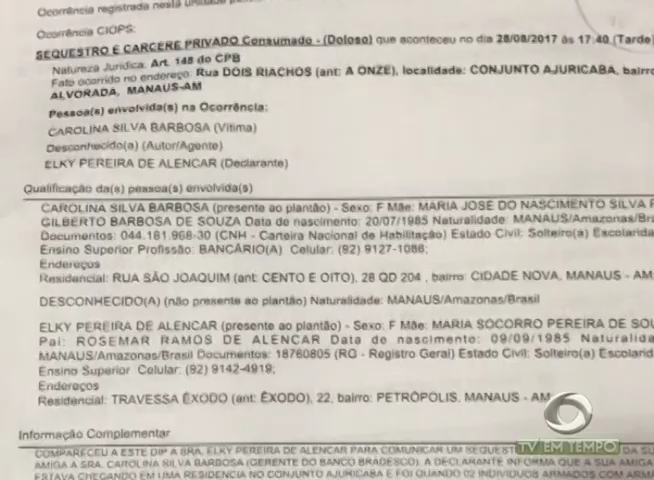 Ocorrência registrada nesta unidade
Ocorrência CIOPS:
SEQUESTRO E CARCERE PRIVADO Consumado - (Doloso) que aconteceu no dia 28/08/2017 às 17:40 (Tarde)
Natureza Jurídica: Art. 148 do CPB
Fato ocorrido no endereço: Rua DOIS RIACHOS (ant: A ONZE), localidade: CONJUNTO AJURICABA, bairro
ALVORADA, MANAUS-AM
Pessoa(s) envolvida(s) na Ocorrência:
CAROLINA SILVA BARBOSA (Vítima)
Desconhecido(a) (Autor/Agente)
ELKY PEREIRA DE ALENCAR (Declarante)
Qualificação da(s) pessoa(s) envolvida(s)
CAROLINA SILVA BARBOSA (presente ao plantão) - Sexo: F Mãe: MARIA JOSE DO NASCIMENTO SILVA
GILBERTO BARBOSA DE SOUZA Data de nascimento: 20/07/1985 Naturalidade: MANAUS/Amazonas/Bra
Documentos: 044.161.968-30 (CNH - Carteira Nacional de Habilitação) Estado Civil: Solteiro(a) Escolarida
Ensino Superior Profissão: BANCÁRIO(A) Celular: (92) 9127-1086;
Endereços
Residencial: RUA SÃO JOAQUIM (ant: CENTO E OITO), 28 QD 204 , bairro: CIDADE NOVA, MANAUS - AM
DESCONHECIDO(A) (não presente ao plantão) Naturalidade: MANAUS/Amazonas/Brasil
ELKY PEREIRA DE ALENCAR (presente ao plantão) - Sexo: F Mãe: MARIA SOCORRO PEREIRA DE SOU
Pai: ROSEMAR RAMOS DE ALENCAR Data de nascimento: 09/09/1985 Naturalida
MANAUS/Amazonas/Brasil Documentos: 18760805 (RG - Registro Geral) Estado Civil: Solteiro(a) Escolarid
Ensino Superior Celular: (92) 9142-4919;
Endereços
Residencial: TRAVESSA ÊXODO (ant: ÊXODO), 22, bairro: PETRÓPOLIS, MANAUS - AM
Informação Complementar
TV EM TEMPO
COMPARECEU A ESTE DIP A SRA. ELKY PEREIRA DE ALENCAR PARA COMUNICAR UM SEQUEST DA SU
AMIGA A SRA. CAROLINA SILVA BARBOSA (GERENTE DO BANCO BRADESCO). A DECLARANTE INFORMA QUE A SUA AMIGA
ESTAVA CHEGANDO EM UMA RESIDENCIA NO CONJUNTO AJURICABA E FOI QUANDO 02 INDIVIDUOS ARMADOS COM ARMA